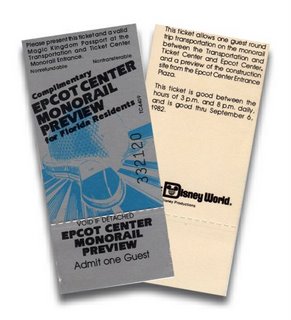 Please present this ticket and a valid
Magic Kingdom Passport at the
Transportation and Ticket Center
Monorail Entrance.
Nonrefundable Nontransferable
Complimentary
EPCOT CENTER
MONORAIL
PREVIEW
for Florida Residents
332120
VOID IF DETACHED
EPCOT CENTER
MONORAIL
PREVIEW
Admit one Guest
This ticket allows one guest round
trip transportation on the monorail
between the Transportation and
Ticket Center and Epcot Center,
and a preview of the construction
site from the Epcot Center Entrance
Plaza.
This ticket is good between the
hours of 3 p.m. and 8 p.m. daily,
and is good thru September 6,
1982.
Disney World.
Productions